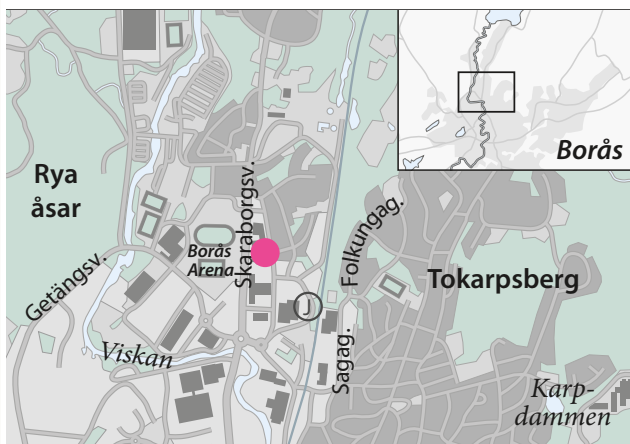 Borås
Rya
åsar
Skaraborgsv.
Borås
Arena
Folkungag.
Tokarpsberg
Getängsv.
J
Viskan
Sagag.
Karp-
dammen